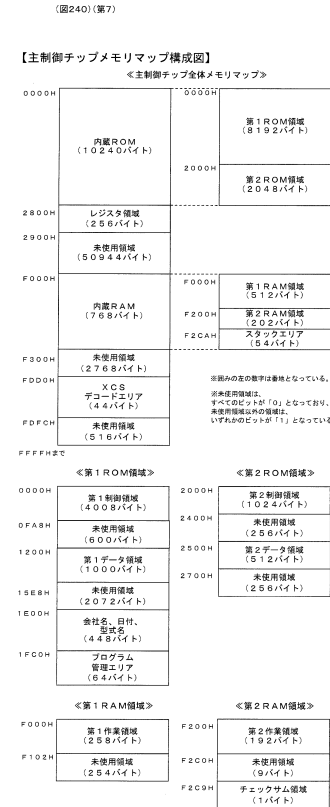 (図240)(第7)
【主制御チップメモリマップ構成図】
≪主制御チップ全体メモリマップ≫
0000H
内蔵ROM
(10240バイト)
2800H
レジスタ領域
(256バイト)
2900H
未使用領域
(50944バイト)
F000H
内蔵RAM
(768バイト)
F300H
未使用領域
(2768バイト)
FDD0H
XCS
デコードエリア
(44バイト)
FDFCH
未使用領域
(516バイト)
FFFFHまで
0000H
第1ROM領域
(8192バイト)
2000H
第2ROM領域
(2048バイト)
F000H
第1RAM領域
(512バイト)
F200H
第2RAM領域
(202バイト)
F2CAH
スタックエリア
(54バイト)
※囲みの左の数字は番地となっている。
※未使用領域は、
すべてのビットが「0」となっており、
未使用領域以外の領域は、
いずれかのビットが「1」となっている
≪第1ROM領域≫
0000H
第1制御領域
(4008バイト)
0FA8H
未使用領域
(600バイト)
1200H
第1データ領域
(1000バイト)
15E8H
未使用領域
(2072バイト)
1E00H
会社名、日付、
型式名
(448バイト)
1FC0H
プログラム
管理エリア
(64バイト)
≪第2ROM領域≫
2000H
第2制御領域
(1024バイト)
2400H
未使用領域
(256バイト)
2500H
第2データ領域
(512バイト)
2700H
未使用領域
(256バイト)
≪第1RAM領域≫
F000H
第1作業領域
(258バイト)
F102H
未使用領域
(254バイト)
≪第2RAM領域≫
F200H
第2作業領域
(192バイト)
F2C0H
未使用領域
(9バイト)
F2C9H
チェックサム領域
(1バイト)